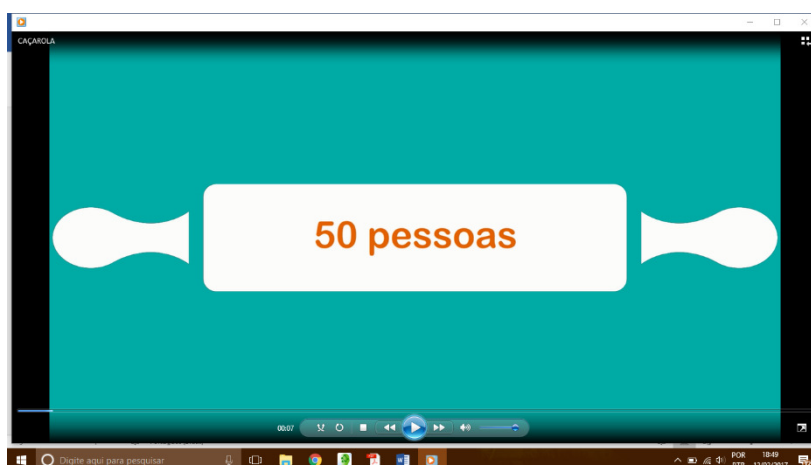 CAÇAROLA
50 pessoas
00:07
Digite aqui para pesquisar
POR
18:49